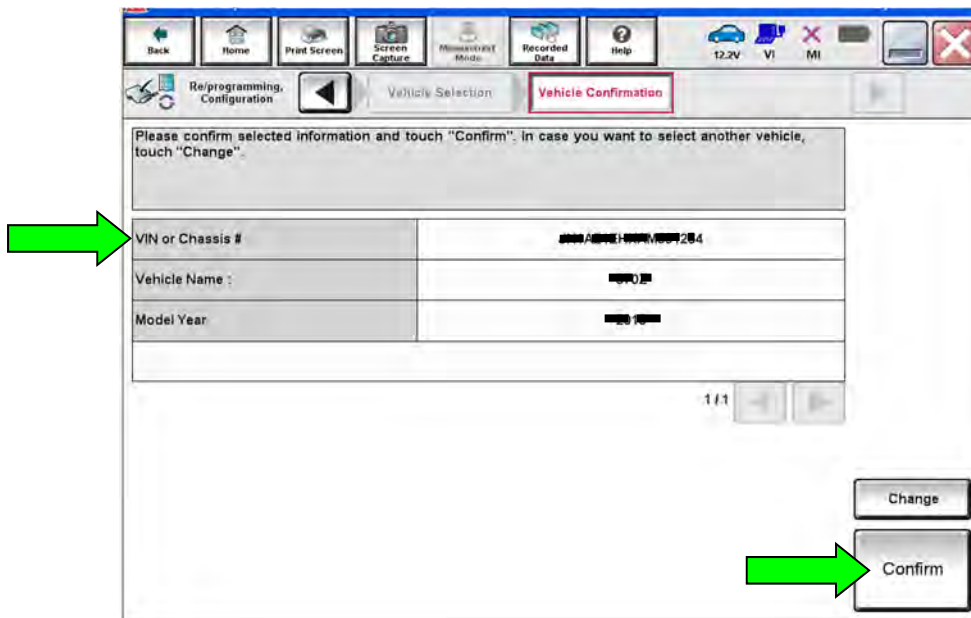 Back Home Print Screen Screen Capture Measurement Mode Recorded Data Help 12.2V VI MI
Re/programming, Configuration Vehicle Selection Vehicle Confirmation
Please confirm selected information and touch "Confirm". In case you want to select another vehicle,
touch "Change".
VIN or Chassis #
Vehicle Name :
Model Year
1/1
Change
Confirm